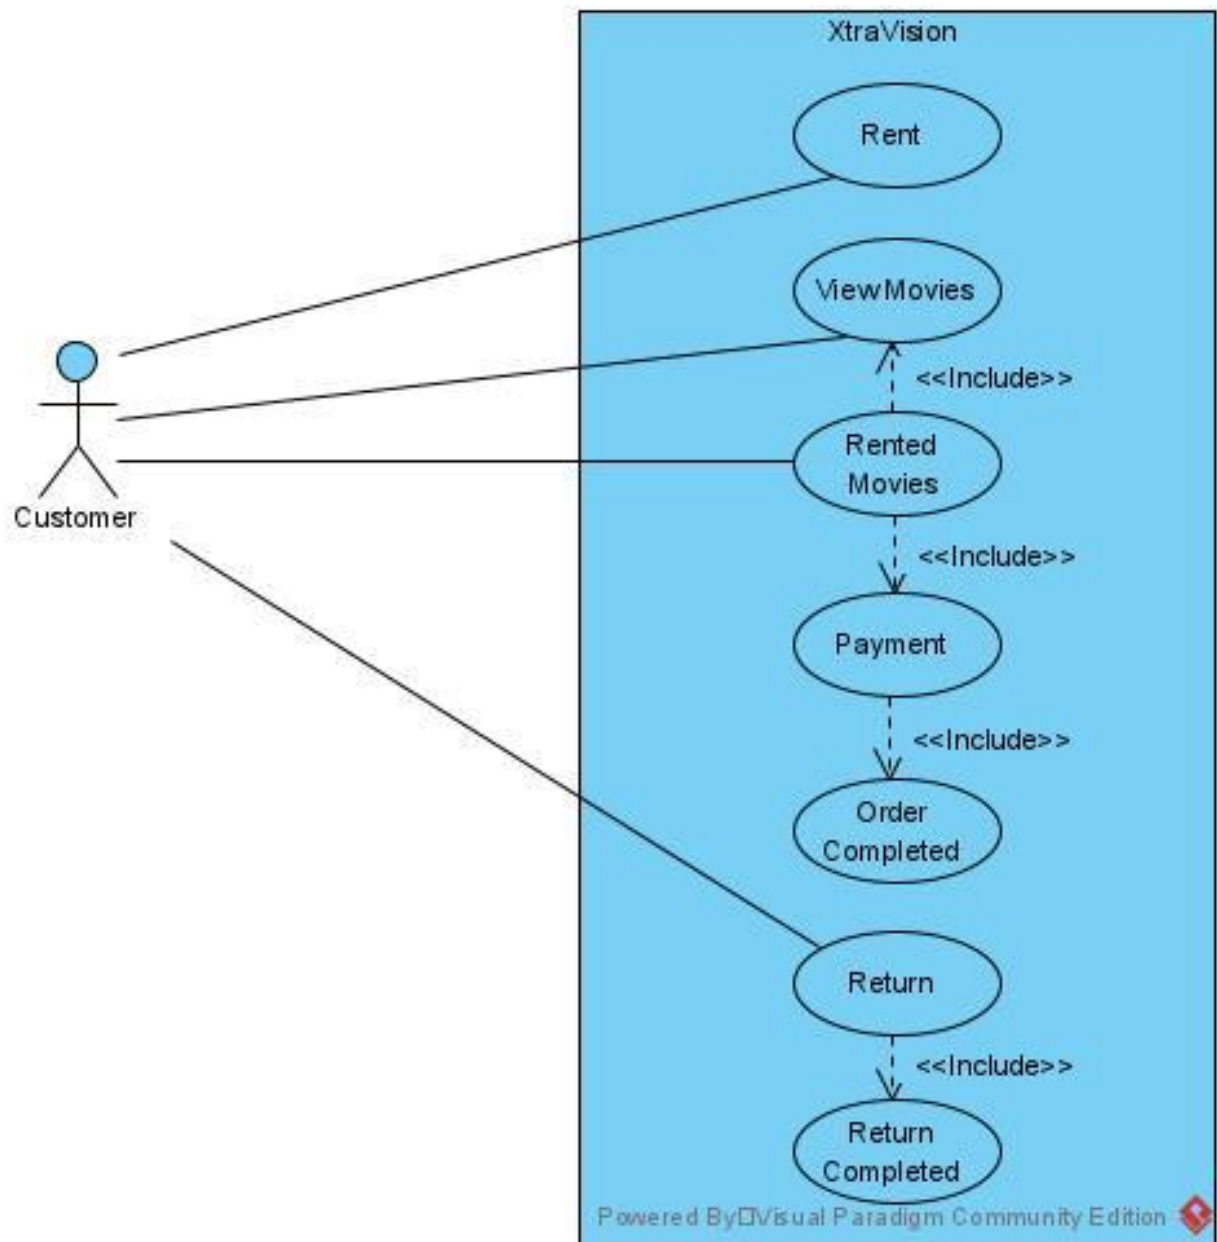 XtraVision
Rent
ViewMovies
<<Include>>
Rented
Movies
Customer
<<Include>>
Payment
<<Include>>
Order
Completed
Return
<<Include>>
Return
Completed
Powered By□Visual Paradigm Community Edition